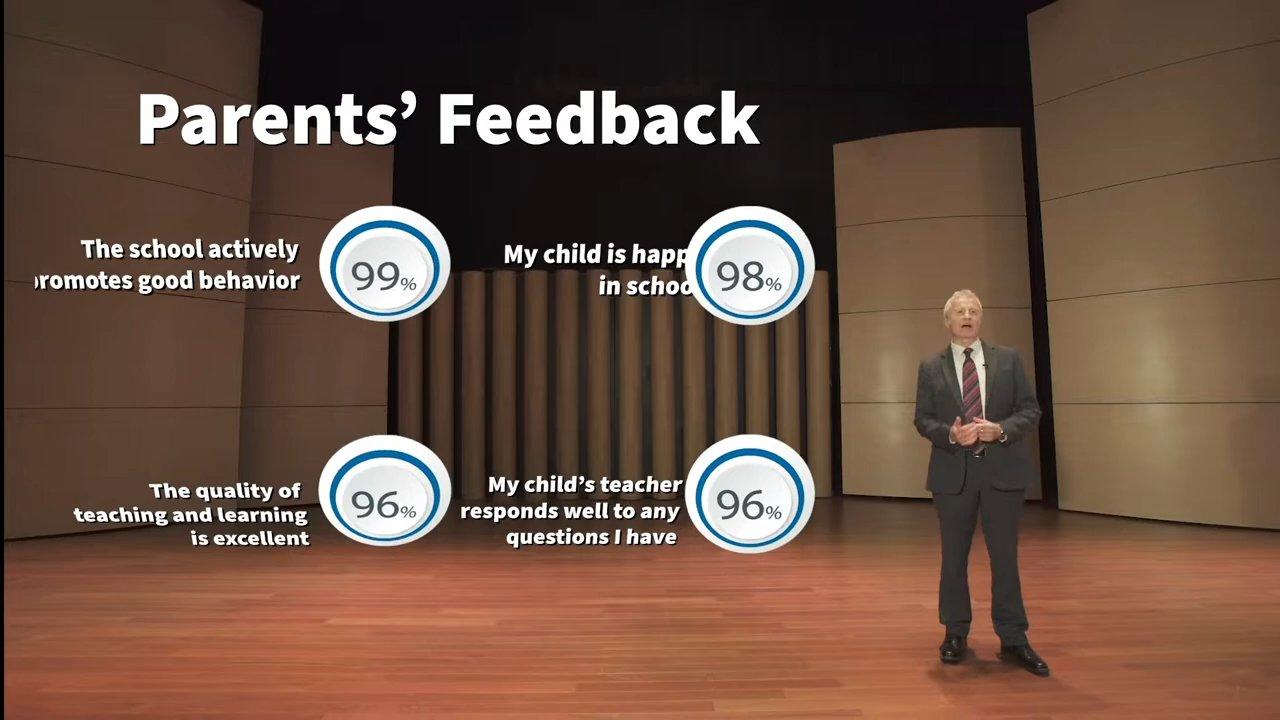 Parents’ Feedback
The school actively
romotes good behavior
99%
My child is happ
in schoo
98%
The quality of
teaching and learning
is excellent
96%
My child’s teacher
responds well to any
questions I have
96%